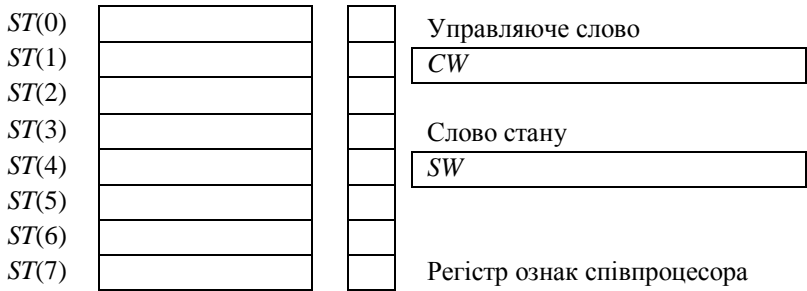 ST(0)
Управляюче слово
ST(1)
CW
ST(2)
ST(3)
Слово стану
ST(4)
SW
ST(5)
ST(6)
ST(7)
Регістр ознак співпроцесора